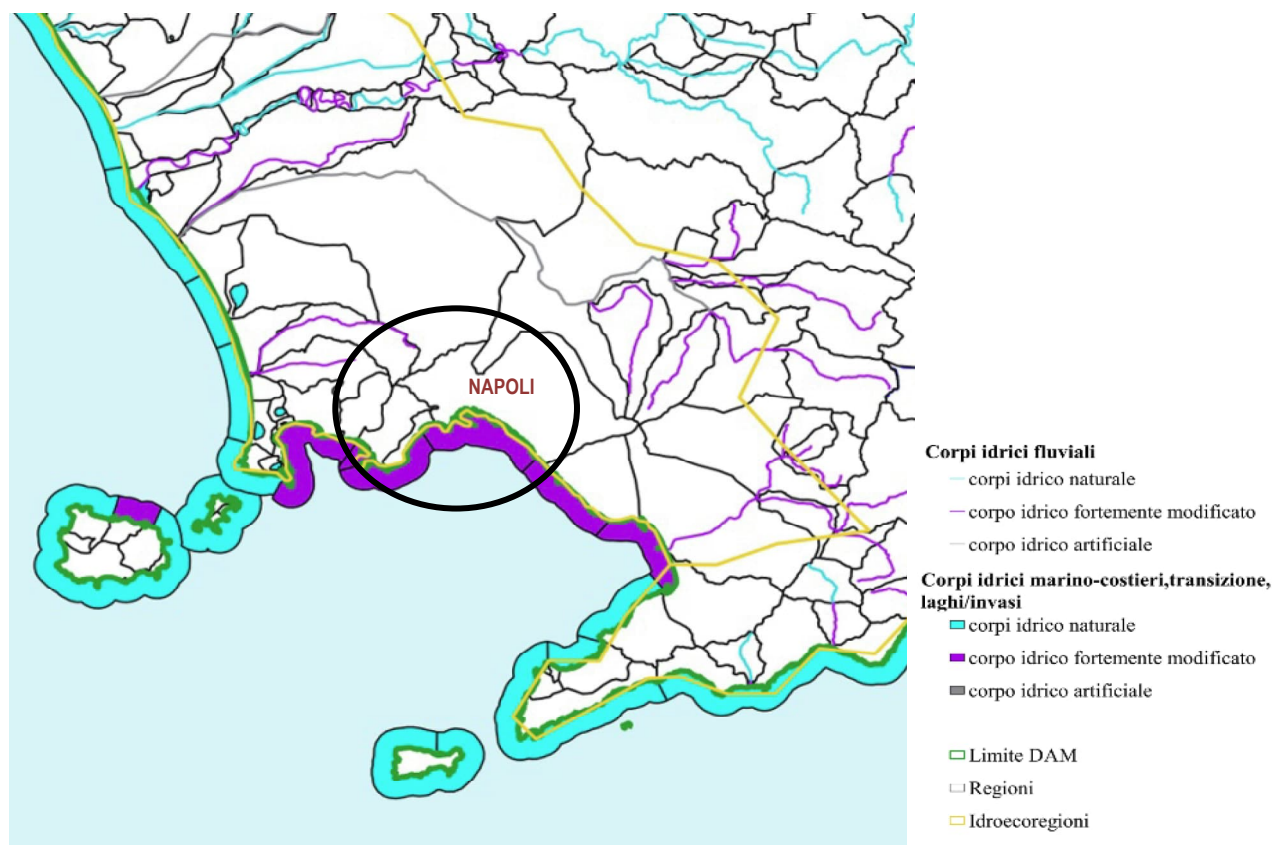 NAPOLI
Corpi idrici fluviali
corpi idrico naturale
corpo idrico fortemente modificato
corpo idrico artificiale
Corpi idrici marino-costieri,transizione,
laghi/invasi
corpi idrico naturale
corpo idrico fortemente modificato
corpo idrico artificiale
Limite DAM
Regioni
Idroecoregioni